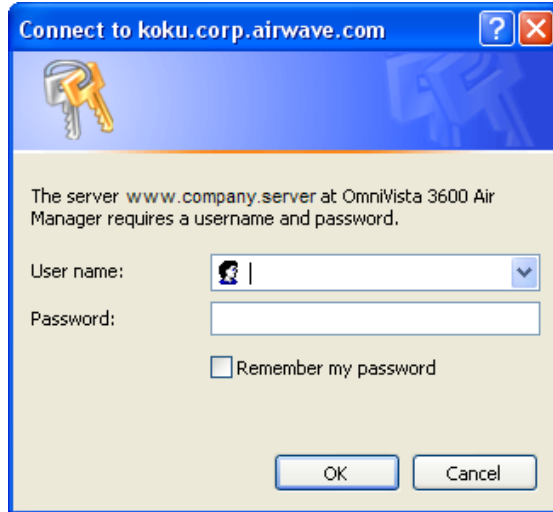 Connect to koku.corp.airwave.com
The server www.company.server at OmniVista 3600 Air
Manager requires a username and password.
User name:
Password:
Remember my password
OK Cancel